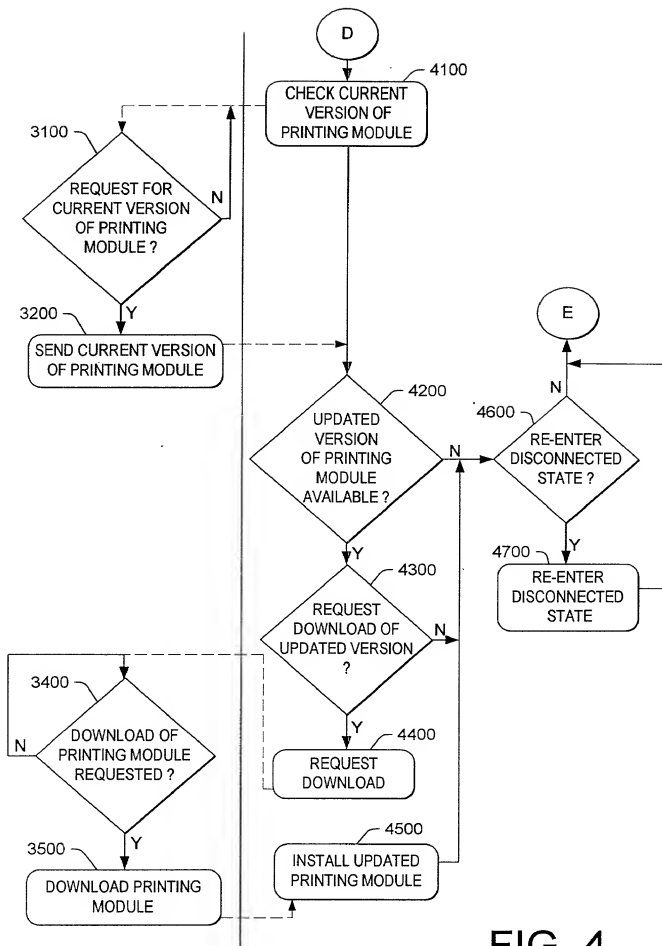 D
4100
CHECK CURRENT
VERSION OF
PRINTING MODULE
3100
REQUEST FOR
CURRENT VERSION
OF PRINTING
MODULE ?
N
Y
3200
SEND CURRENT VERSION
OF PRINTING MODULE
E
4200
UPDATED
VERSION
OF PRINTING
MODULE
AVAILABLE ?
N
Y
N
4600
RE-ENTER
DISCONNECTED
STATE ?
Y
4700
RE-ENTER
DISCONNECTED
STATE
4300
REQUEST
DOWNLOAD OF
UPDATED VERSION
?
N
Y
3400
DOWNLOAD OF
PRINTING MODULE
REQUESTED ?
N
Y
4400
REQUEST
DOWNLOAD
3500
DOWNLOAD PRINTING
MODULE
4500
INSTALL UPDATED
PRINTING MODULE
FIG. 4